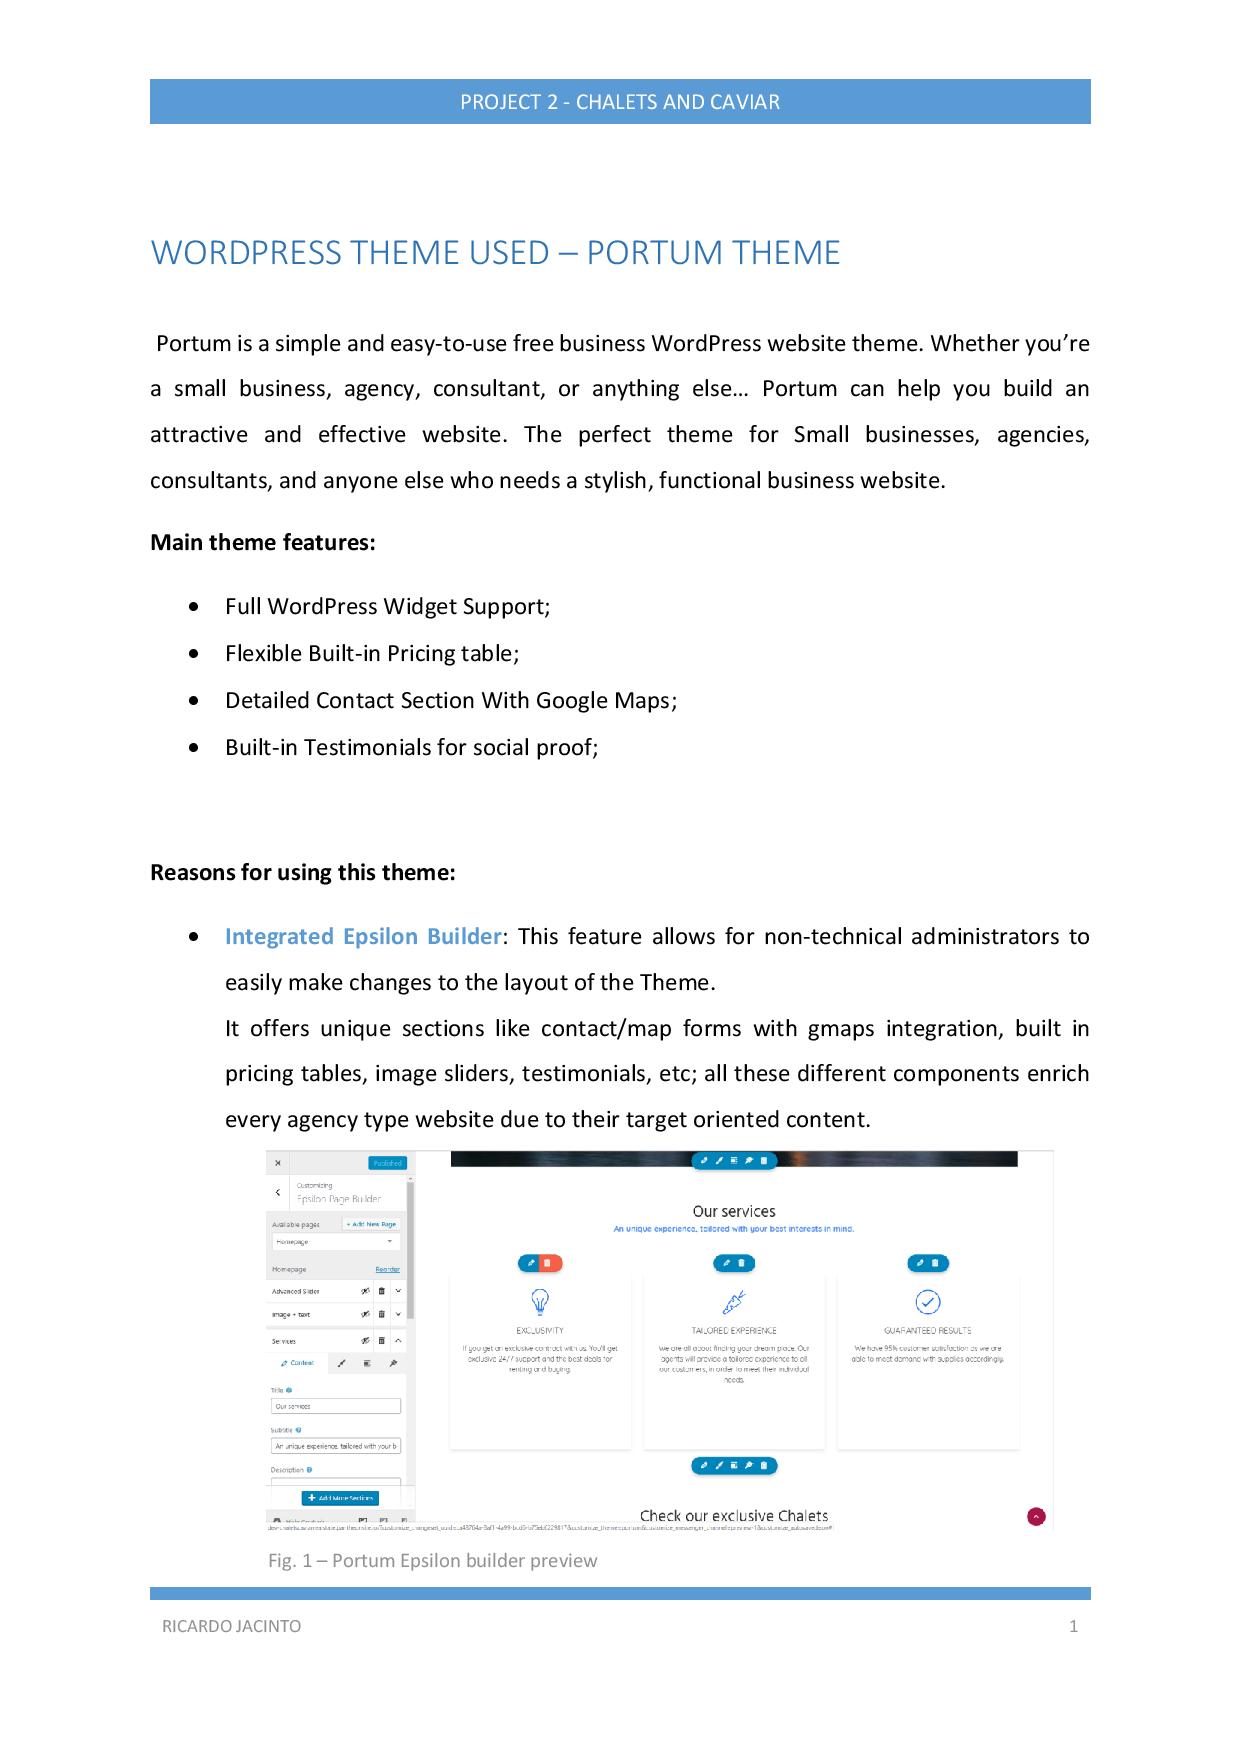 PROJECT 2 - CHALETS AND CAVIAR
WORDPRESS THEME USED – PORTUM THEME
Portum is a simple and easy-to-use free business WordPress website theme. Whether you’re
a small business, agency, consultant, or anything else… Portum can help you build an
attractive and effective website. The perfect theme for Small businesses, agencies,
consultants, and anyone else who needs a stylish, functional business website.
Main theme features:
• Full WordPress Widget Support;
• Flexible Built-in Pricing table;
• Detailed Contact Section With Google Maps;
• Built-in Testimonials for social proof;
Reasons for using this theme:
• Integrated Epsilon Builder: This feature allows for non-technical administrators to
easily make changes to the layout of the Theme.
It offers unique sections like contact/map forms with gmaps integration, built in
pricing tables, image sliders, testimonials, etc; all these different components enrich
every agency type website due to their target oriented content.
Published
Customizing
Epsilon Page Builder
Available pages
+ Add New Page
Homepage
Homepage
Reorder
Advanced Slider
Image + text
Services
Content
Title
Our services
Subtitle
An unique experience, tailored with your b
Description
+ Add More Sections
Our services
An unique experience, tailored with your best interests in mind.
EXCLUSIVITY
If you get an exclusive contract with us. You'll get
exclusive 24/7 support and the best deals for
renting and buying.
TAILORED EXPERIENCE
We are all about finding your dream place. Our
agents will provide a tailored experience to all
our customers, in order to meet their individual
needs.
GUARANTEED RESULTS
We have 95% customer satisfaction as we are
able to meet demand with supplies accordingly.
Check our exclusive Chalets
Fig. 1 – Portum Epsilon builder preview
RICARDO JACINTO
1